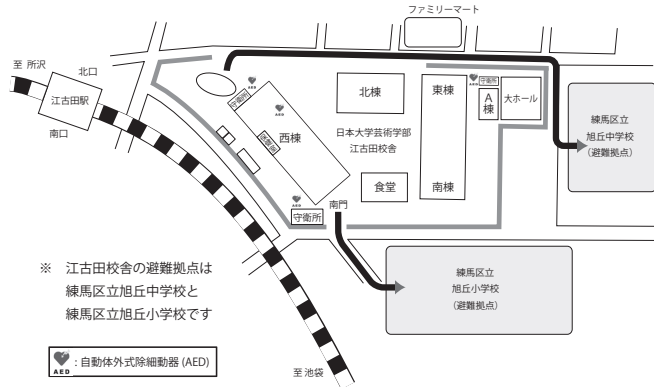 ファミリーマート
至 所沢
北口
江古田駅
南口
AED
守衛所
AED
西棟
北棟
日本大学芸術学部
江古田校舎
食堂
東棟
南棟
AED
守衛所
A
棟
大ホール
練馬区立
旭丘中学校
(避難拠点)
AED
守衛所
南門
練馬区立
旭丘小学校
(避難拠点)
※ 江古田校舎の避難拠点は
練馬区立旭丘中学校と
練馬区立旭丘小学校です
AED
:自動体外式除細動器 (AED)
至 池袋